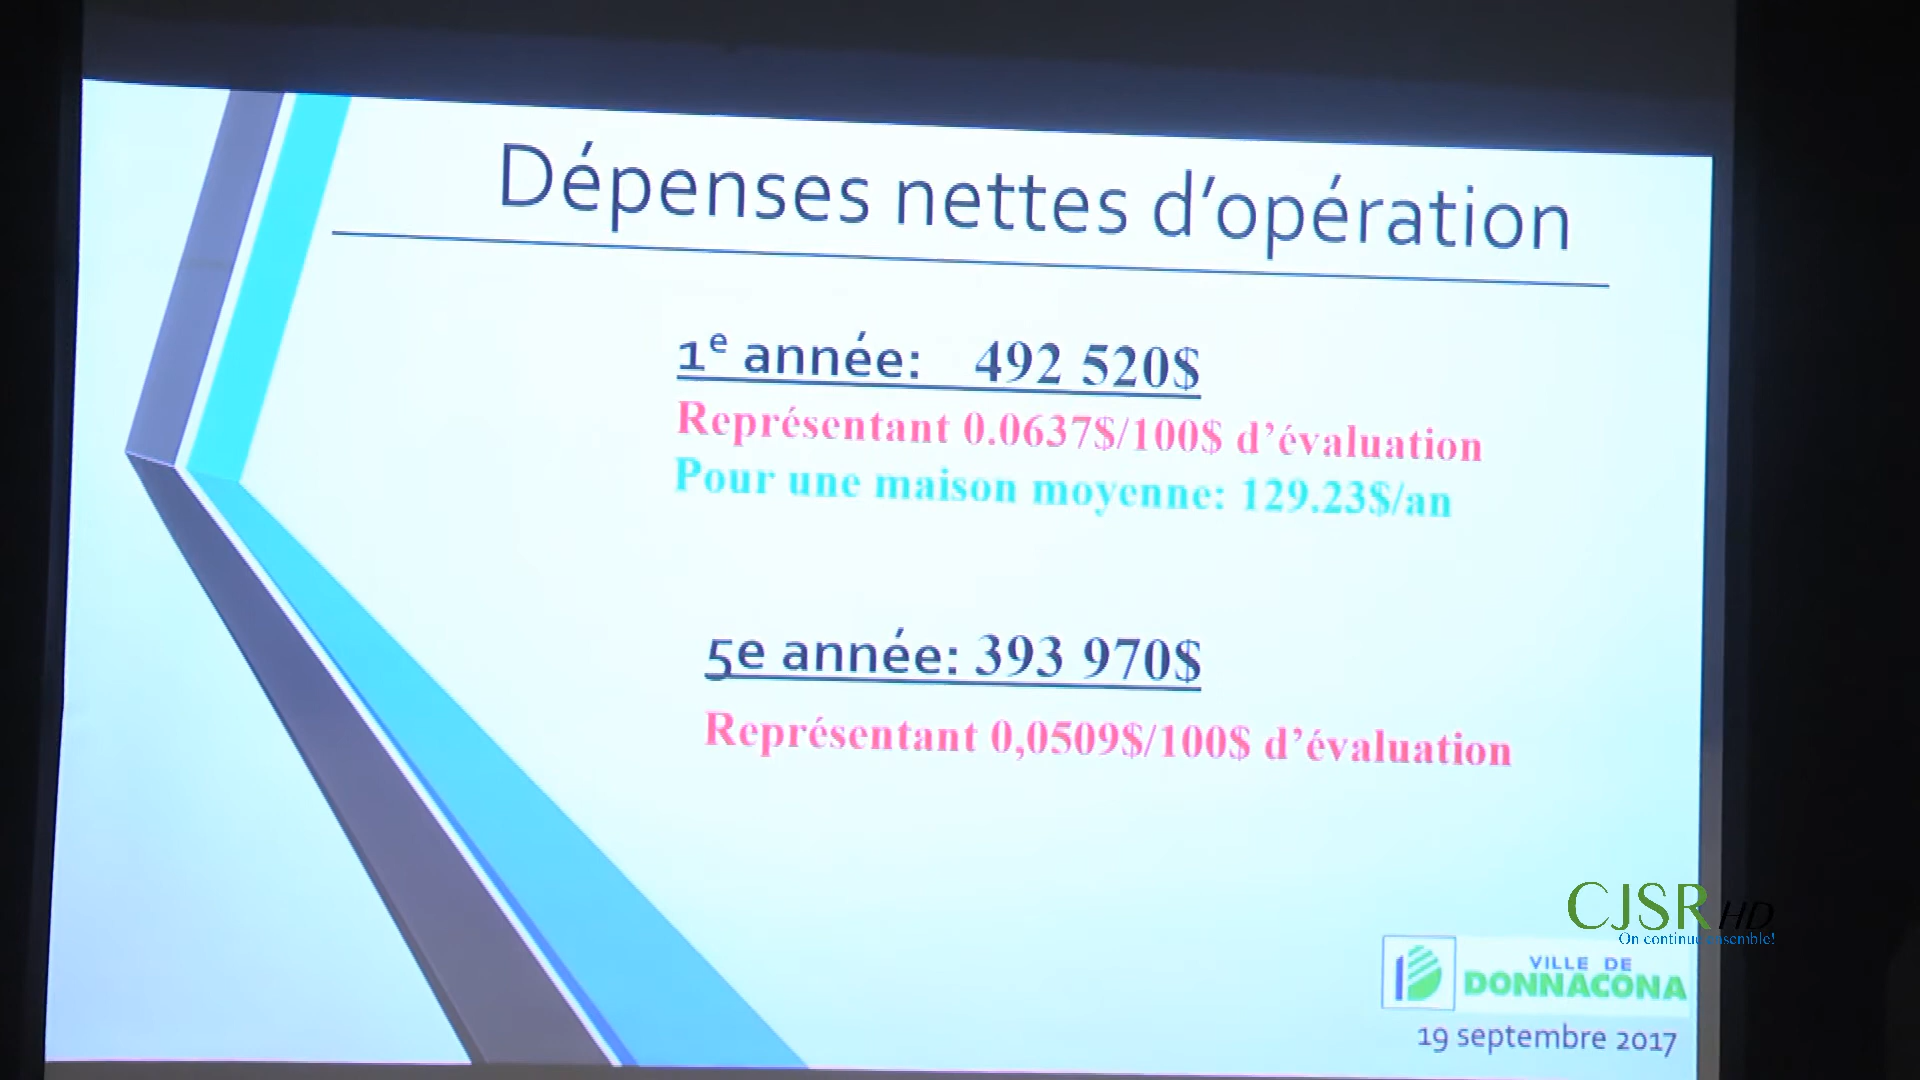 Dépenses nettes d’opération
1e année: 492 520$
Représentant 0.0637$/100$ d’évaluation
Pour une maison moyenne: 129.23$/an
5e année: 393 970$
Représentant 0,0509$/100$ d’évaluation
CJSR HD
On continue ensemble!
VILLE DE
DONNACONA
19 septembre 2017